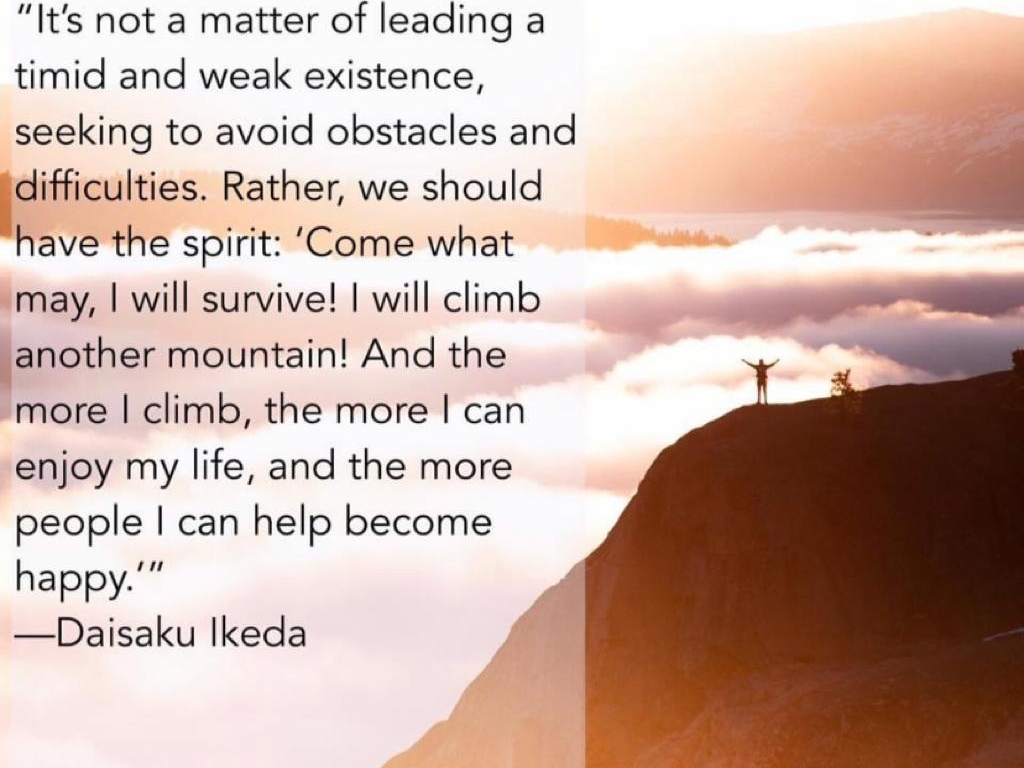 “It’s not a matter of leading a
timid and weak existence,
seeking to avoid obstacles and
difficulties. Rather, we should
have the spirit: ‘Come what
may, I will survive! I will climb
another mountain! And the
more I climb, the more I can
enjoy my life, and the more
people I can help become
happy.’”
—Daisaku Ikeda